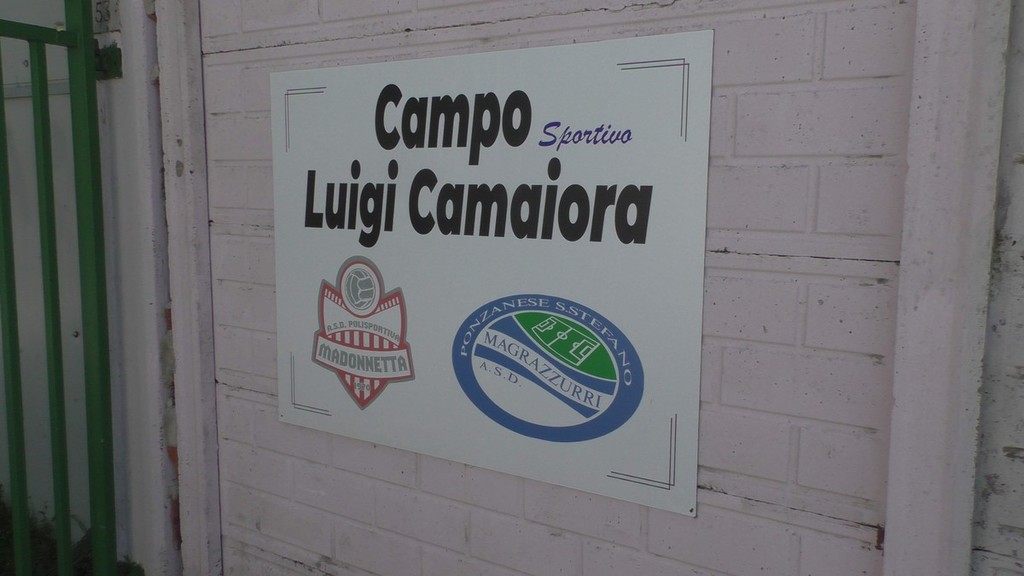 Campo Sportivo
Luigi Camaiora
A.S.D. POLISPORTIVA
MADONNETTA
PONZANESE S.STEFANO
MAGRAZZURRI
A.S.D.